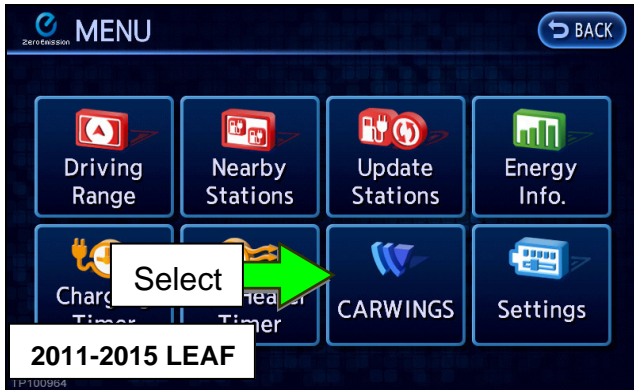 Zero Emission
MENU
BACK
Driving
Range
Nearby
Stations
Update
Stations
Energy
Info.
Select
CARWINGS
Settings
Timer
2011-2015 LEAF
TP100964